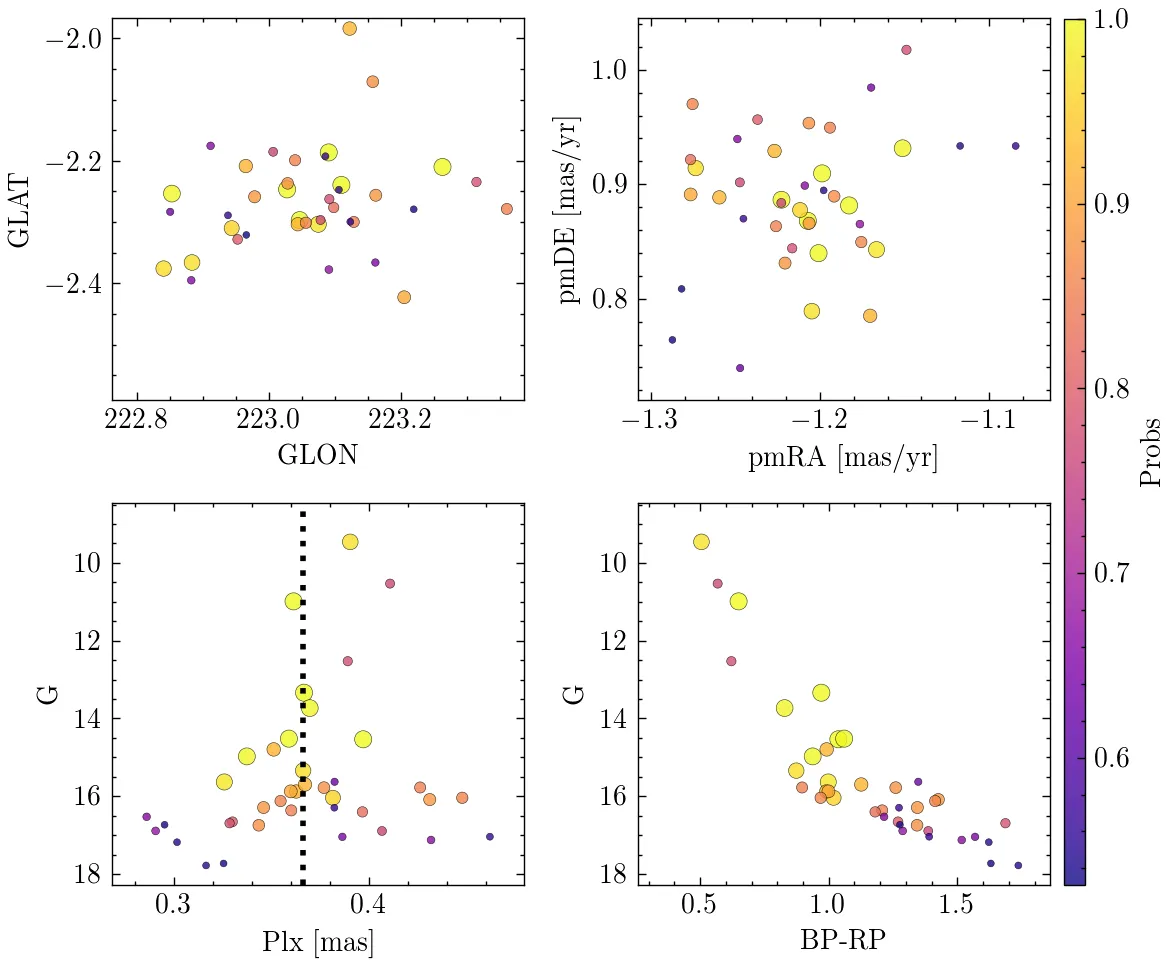 −2.0
−2.2
−2.4
GLAT
222.8 223.0 223.2
GLON
1.0
0.9
0.8
pmDE [mas/yr]
−1.3 −1.2 −1.1
pmRA [mas/yr]
10
12
14
16
18
G
0.3 0.4
Plx [mas]
10
12
14
16
18
G
0.5 1.0 1.5
BP-RP
1.0
0.9
0.8
0.7
0.6
Probs